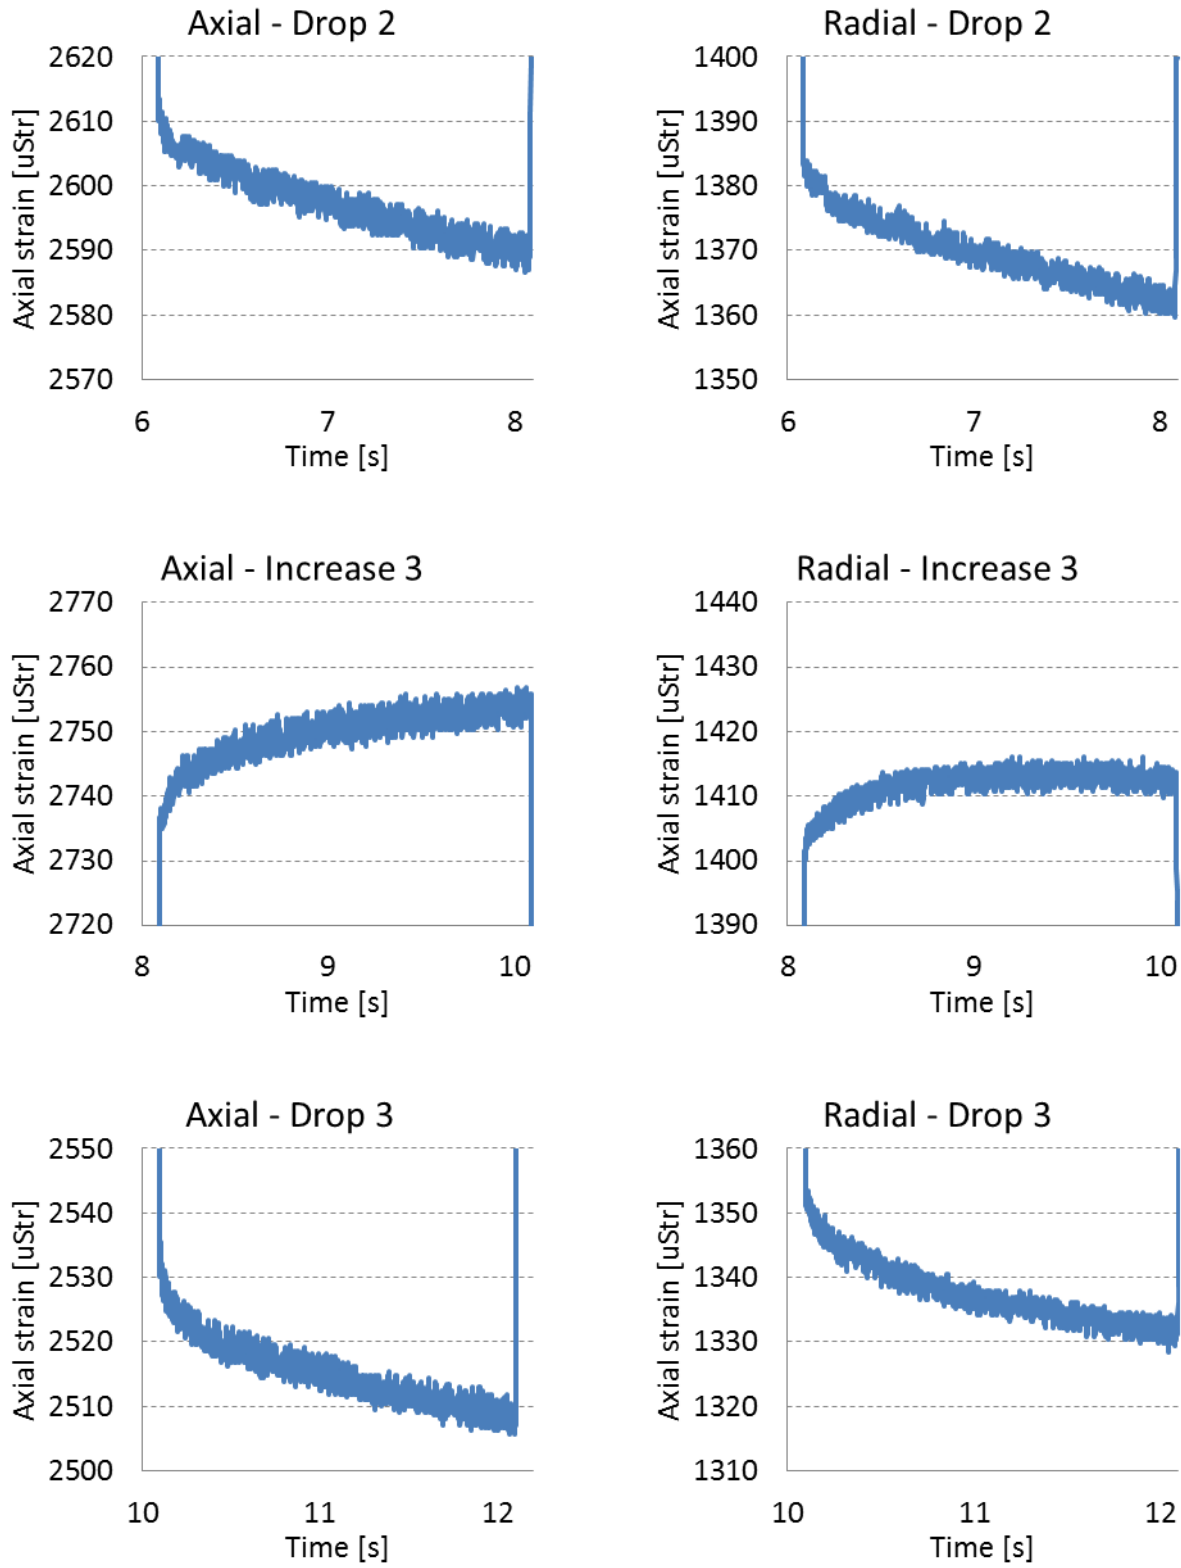 Axial - Drop 2
Axial strain [uStr]
2620
2610
2600
2590
2580
2570
6 7 8
Time [s]
Radial - Drop 2
Axial strain [uStr]
1400
1390
1380
1370
1360
1350
6 7 8
Time [s]
Axial - Increase 3
Axial strain [uStr]
2770
2760
2750
2740
2730
2720
8 9 10
Time [s]
Radial - Increase 3
Axial strain [uStr]
1440
1430
1420
1410
1400
1390
8 9 10
Time [s]
Axial - Drop 3
Axial strain [uStr]
2550
2540
2530
2520
2510
2500
10 11 12
Time [s]
Radial - Drop 3
Axial strain [uStr]
1360
1350
1340
1330
1320
1310
10 11 12
Time [s]